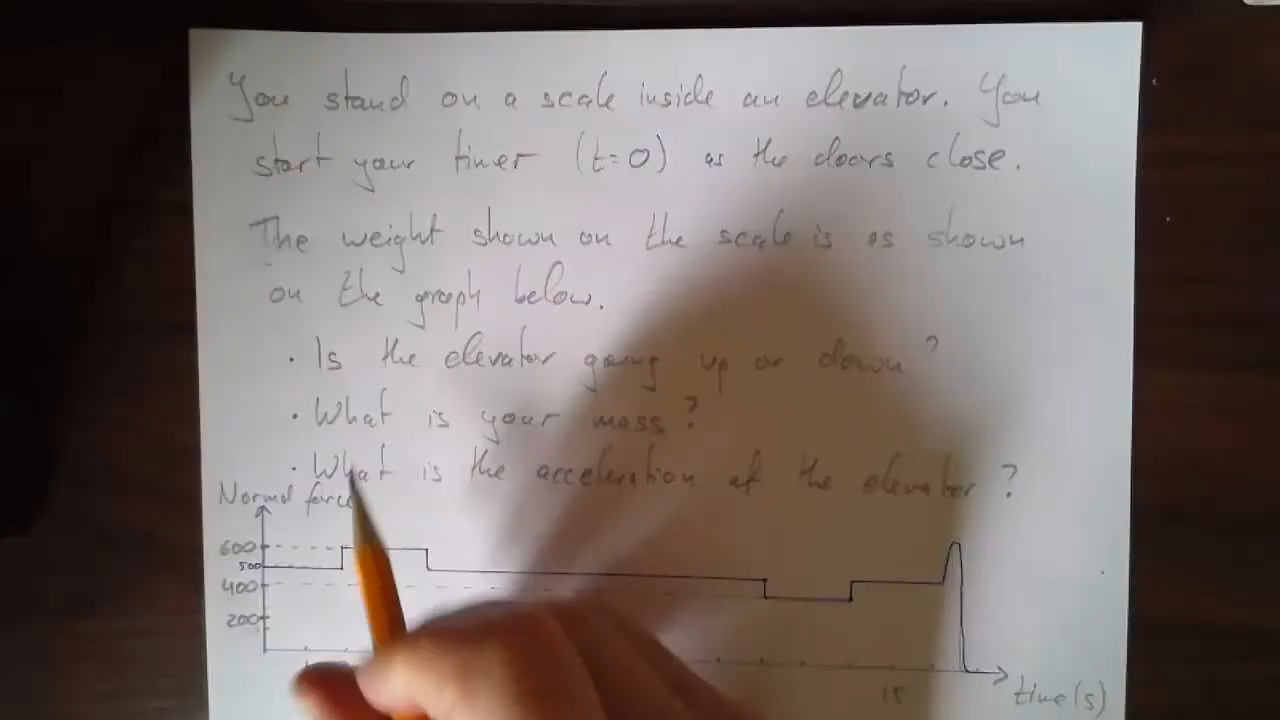 You stand on a scale inside an elevator. You
start your timer (t=0) as the doors close.
The weight shown on the scale is as shown
on the graph below.
· Is the elevator going up or down?
· What is your mass?
· What is the acceleration of the elevator?
Normal force
600
500
400
200
15
time(s)